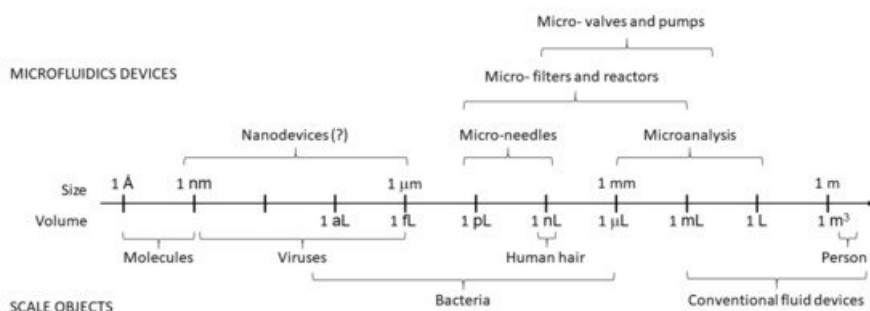 Micro- valves and pumps
MICROFLUIDICS DEVICES
Micro- filters and reactors
Nanodevices (?) Micro-needles Microanalysis
Size 1 Å 1 nm 1 μm 1 mm 1 m
Volume 1 aL 1 fL 1 pL 1 nL 1 μL 1 mL 1 L 1 m³
Molecules Viruses Human hair Person
Bacteria Conventional fluid devices
SCALE OBJECTS